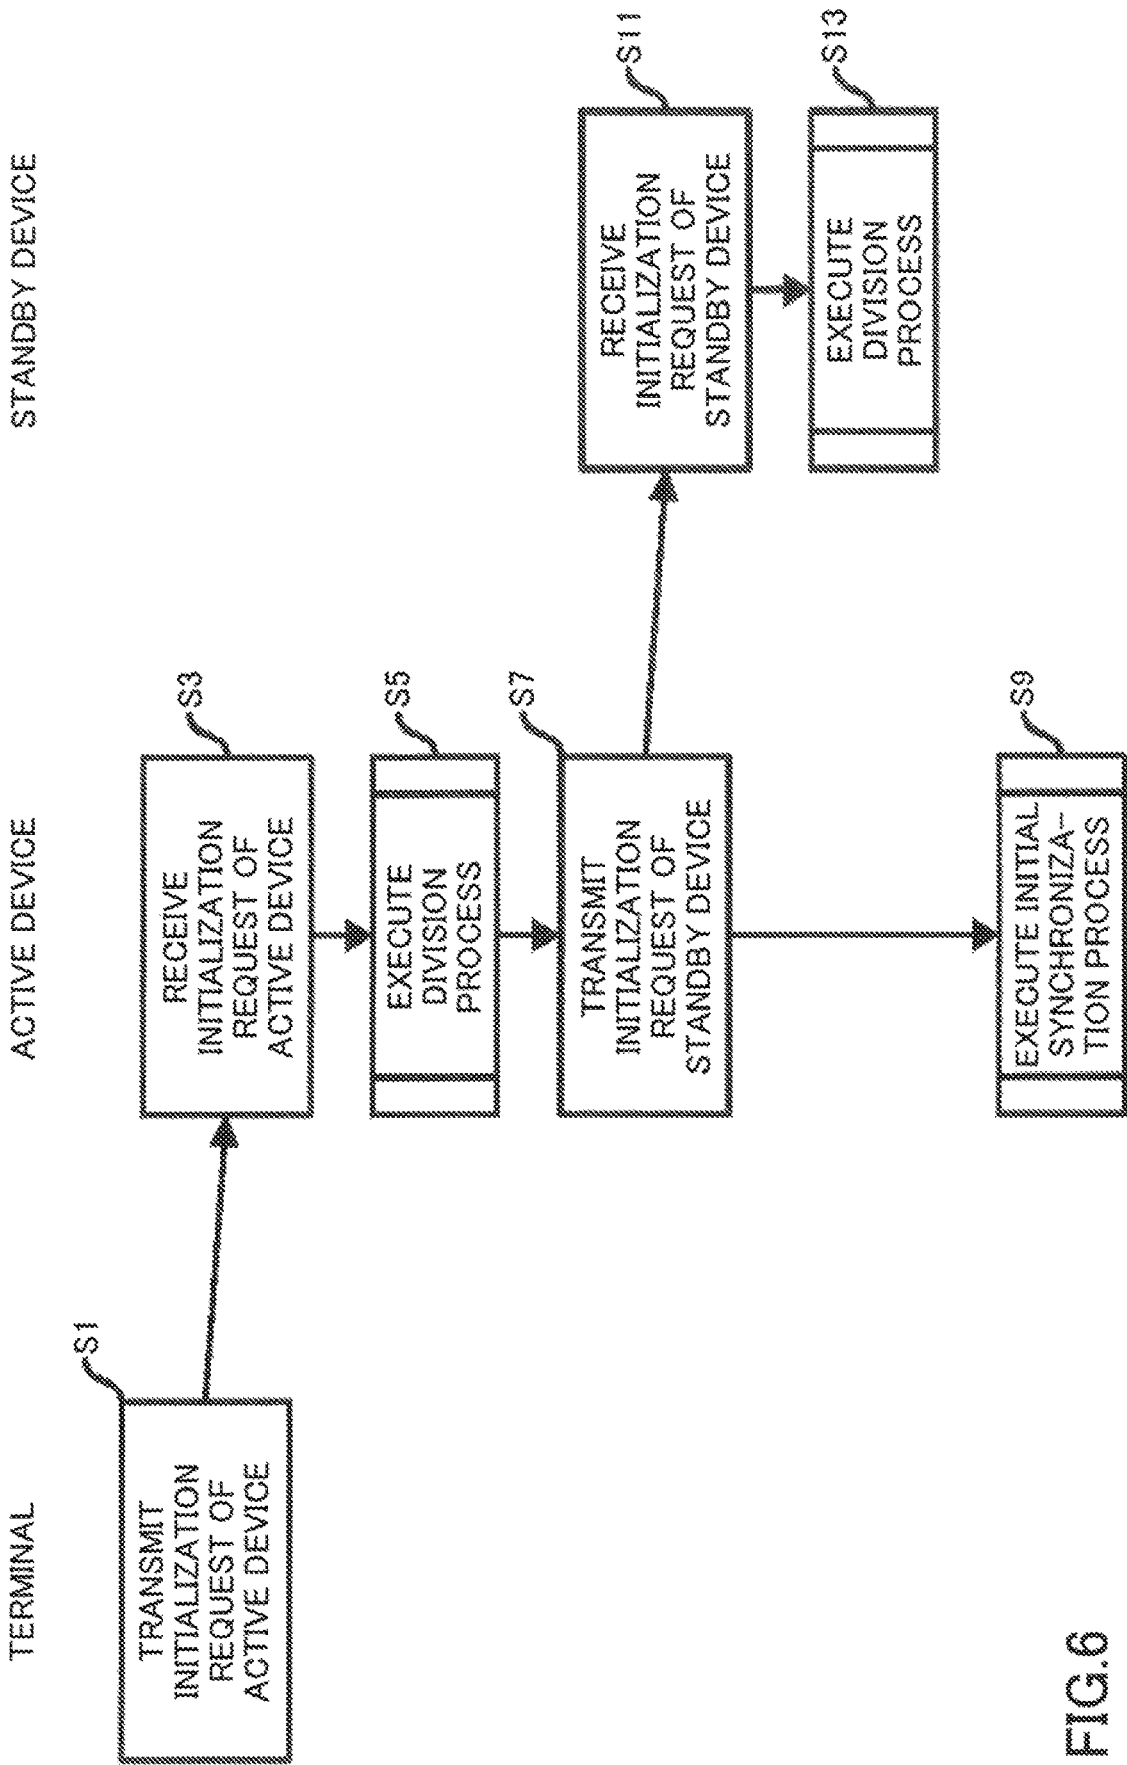 TERMINAL
ACTIVE DEVICE
STANDBY DEVICE
S1
TRANSMIT
INITIALIZATION
REQUEST OF
ACTIVE DEVICE
S3
RECEIVE
INITIALIZATION
REQUEST OF
ACTIVE DEVICE
S5
EXECUTE
DIVISION
PROCESS
S7
TRANSMIT
INITIALIZATION
REQUEST OF
STANDBY DEVICE
S11
RECEIVE
INITIALIZATION
REQUEST OF
STANDBY DEVICE
S13
EXECUTE
DIVISION
PROCESS
S9
EXECUTE INITIAL
SYNCHRONIZA-
TION PROCESS
FIG.6